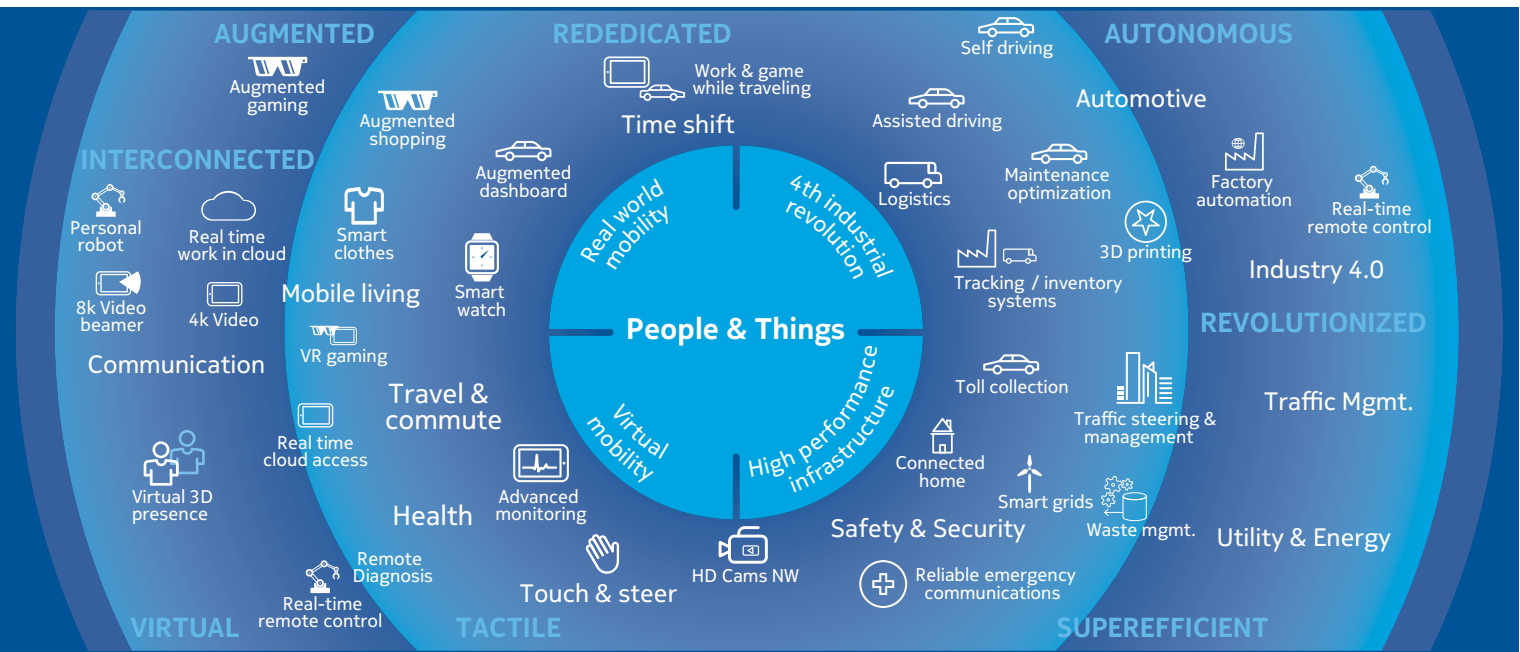 AUGMENTED
REDEDICATED
AUTONOMOUS
Self driving
Augmented
gaming
Work & game
while traveling
Augmented
shopping
Time shift
Assisted driving
Automotive
INTERCONNECTED
Augmented
dashboard
Logistics
Maintenance
optimization
Factory
automation
Real-time
remote control
Personal
robot
Real time
work in cloud
Smart
clothes
Real world
mobility
4th industrial
revolution
3D printing
Industry 4.0
8k Video
beamer
4k Video
Mobile living
Smart
watch
Tracking / inventory
systems
People & Things
REVOLUTIONIZED
Communication
VR gaming
Travel &
commute
Toll collection
Traffic Mgmt.
Traffic steering &
management
Real time
cloud access
Virtual
mobility
High performance
infrastructure
Connected
home
Virtual 3D
presence
Advanced
monitoring
Smart grids
Health
Safety & Security
Waste mgmt.
Utility & Energy
Remote
Diagnosis
HD Cams NW
Reliable emergency
communications
Touch & steer
Real-time
remote control
VIRTUAL
TACTILE
SUPEREFFICIENT